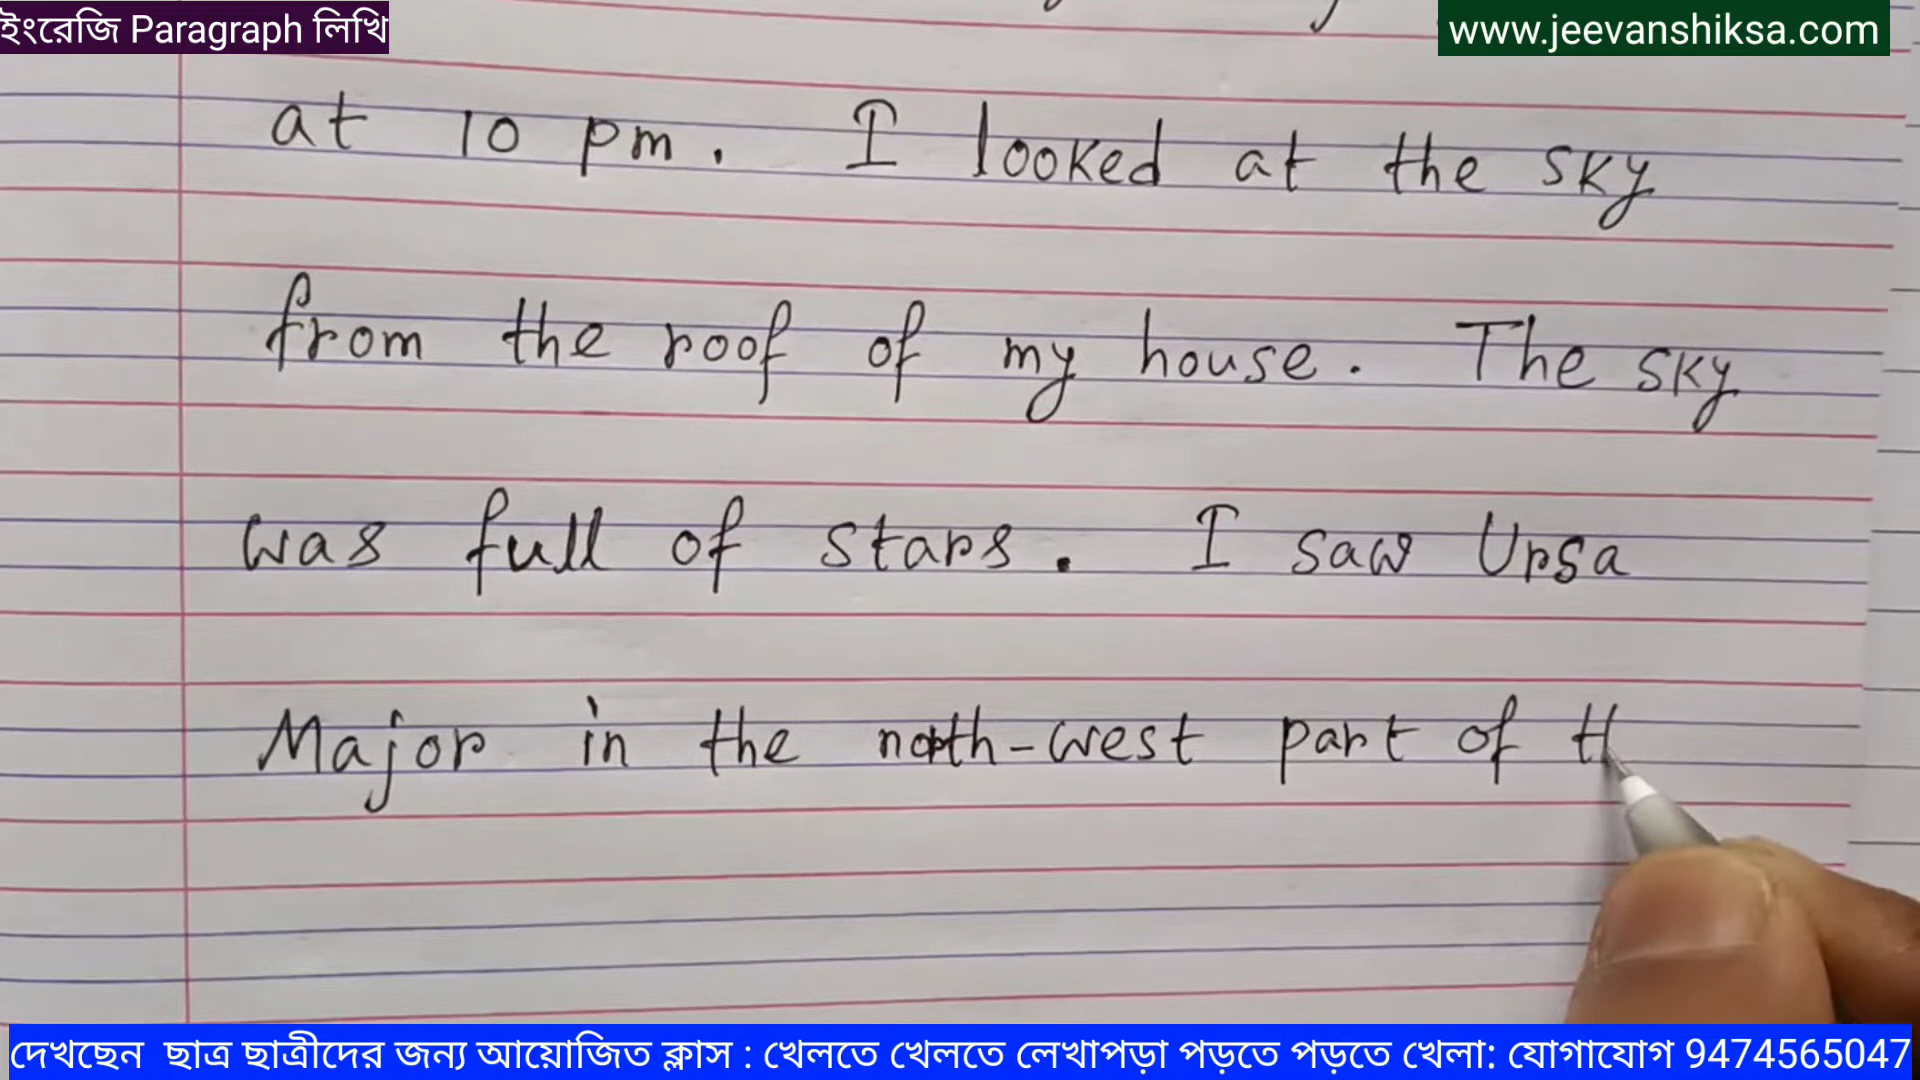 ইংরেজি Paragraph লিখি
www.jeevanshiksa.com
at 10 pm. I looked at the sky
from the roof of my house. The sky
was full of stars. I saw Ursa
Major in the north-west part of th
দেখছেন ছাত্র ছাত্রীদের জন্য আয়োজিত ক্লাস : খেলতে খেলতে লেখাপড়া পড়তে পড়তে খেলা: যোগাযোগ 9474565047